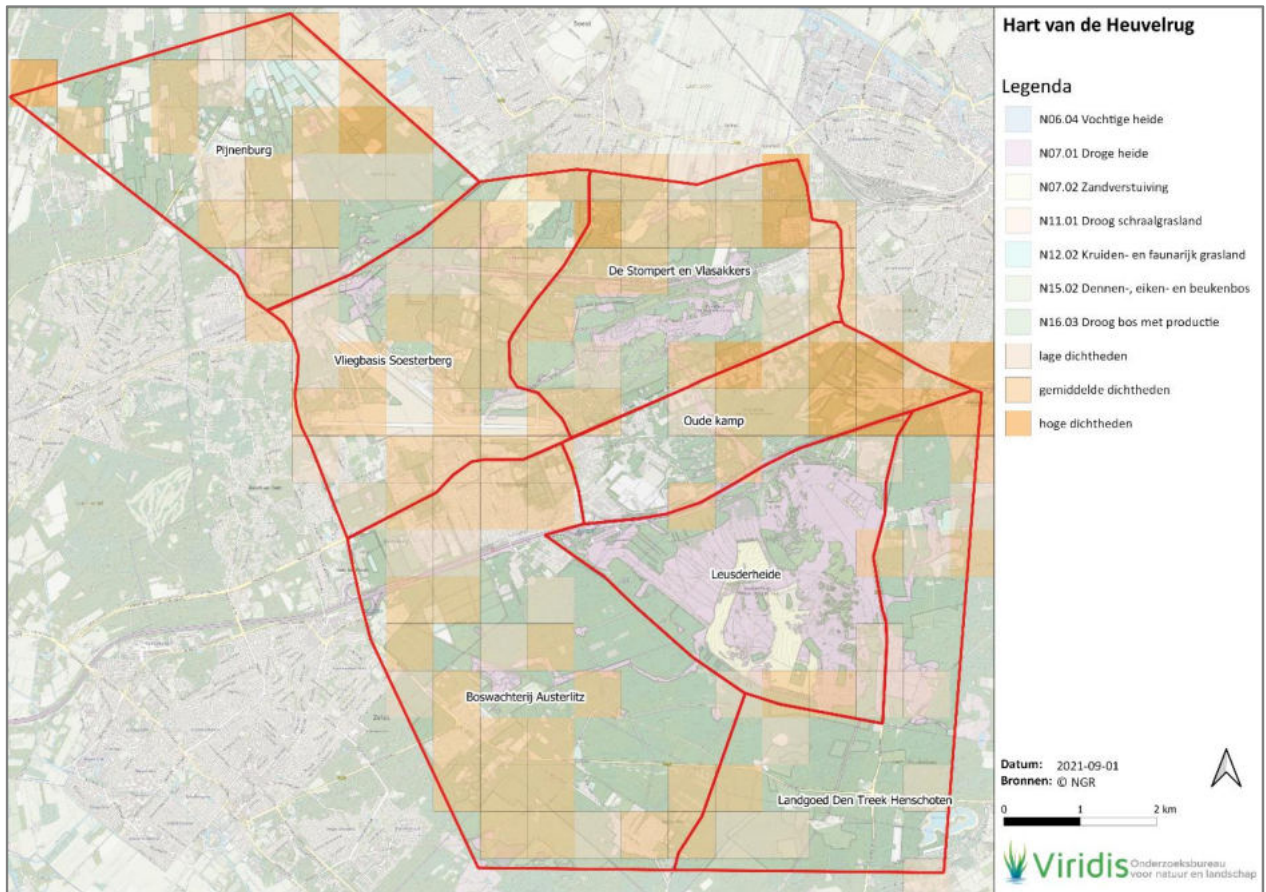 Hart van de Heuvelrug
Legenda
N06.04 Vochtige heide
N07.01 Droge heide
N07.02 Zandverstuiving
N11.01 Droog schraalgrasland
N12.02 Kruiden- en faunarijk grasland
N15.02 Dennen-, eiken- en beukenbos
N16.03 Droog bos met productie
lage dichtheden
gemiddelde dichtheden
hoge dichtheden
Soest
Pijnenburg
De Stompert en Vlasakkers
Vliegbasis Soesterberg
Oude kamp
Leusderheide
Boswachterij Austerlitz
Landgoed Den Treek Henschoten
Datum: 2021-09-01
Bronnen: © NGR
0 1 2 km
Viridis
Onderzoeksbureau
voor natuur en landschap